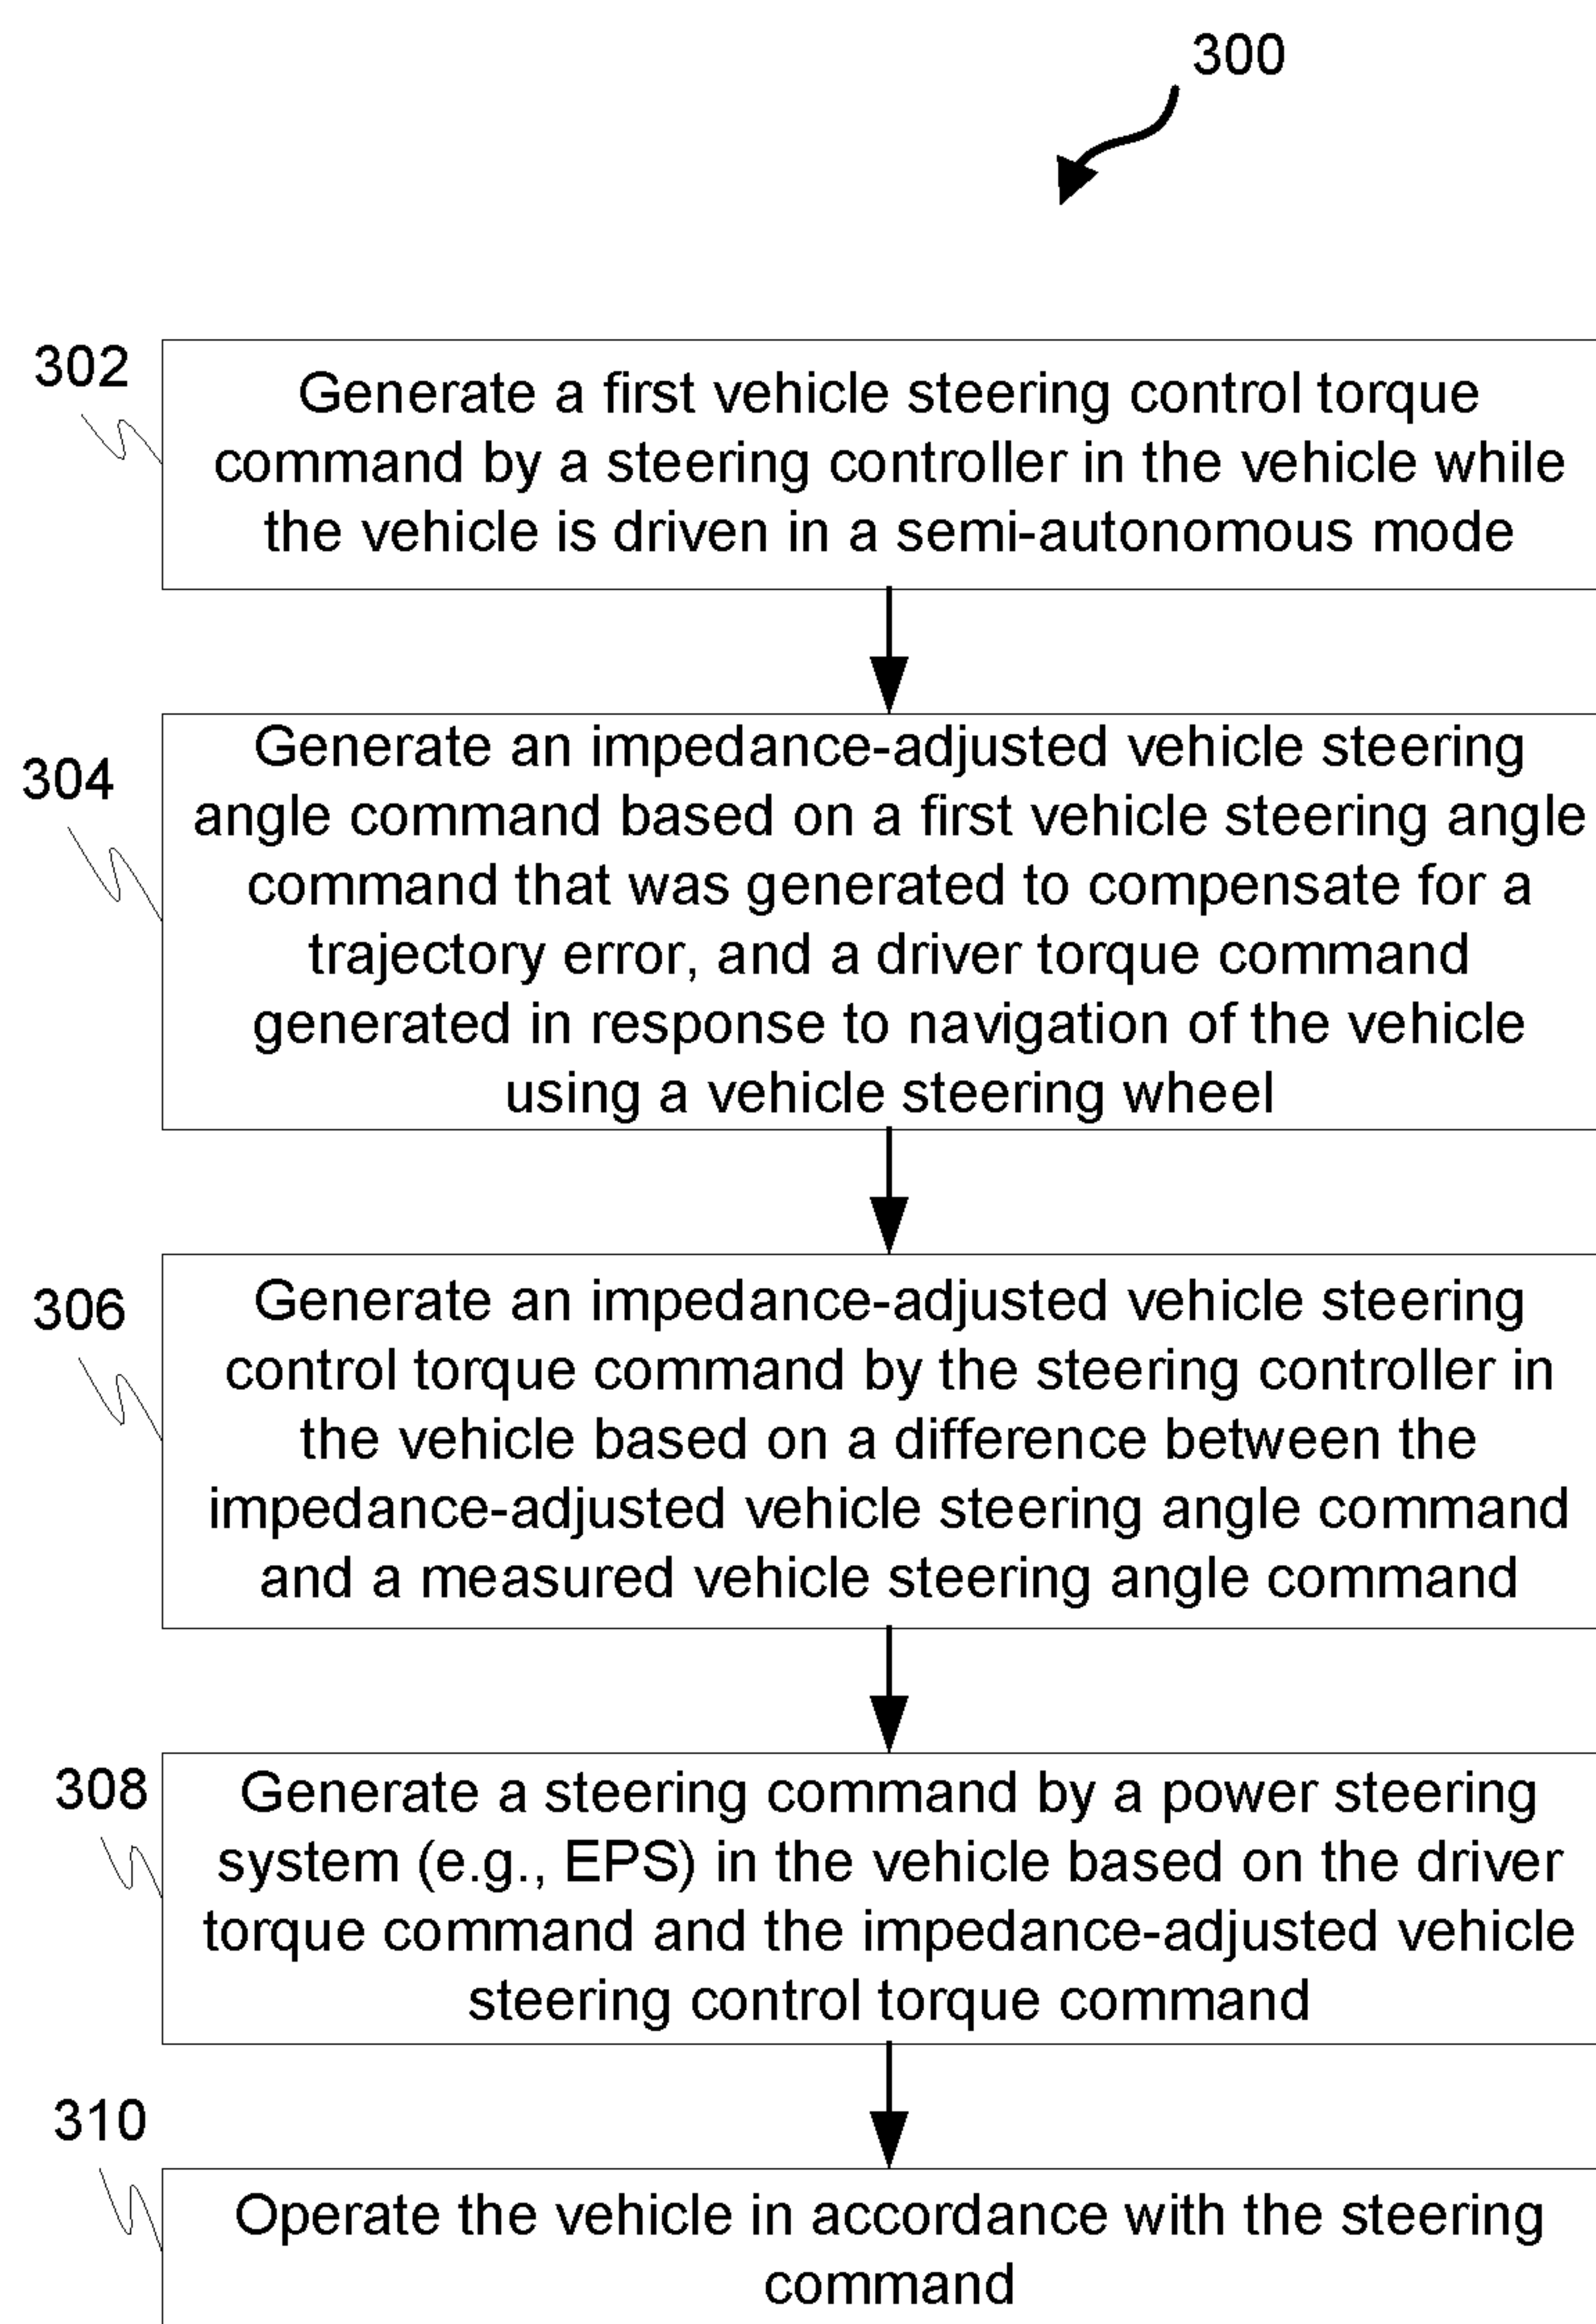 300
302
Generate a first vehicle steering control torque
command by a steering controller in the vehicle while
the vehicle is driven in a semi-autonomous mode
304
Generate an impedance-adjusted vehicle steering
angle command based on a first vehicle steering angle
command that was generated to compensate for a
trajectory error, and a driver torque command
generated in response to navigation of the vehicle
using a vehicle steering wheel
306
Generate an impedance-adjusted vehicle steering
control torque command by the steering controller in
the vehicle based on a difference between the
impedance-adjusted vehicle steering angle command
and a measured vehicle steering angle command
308
Generate a steering command by a power steering
system (e.g., EPS) in the vehicle based on the driver
torque command and the impedance-adjusted vehicle
steering control torque command
310
Operate the vehicle in accordance with the steering
command